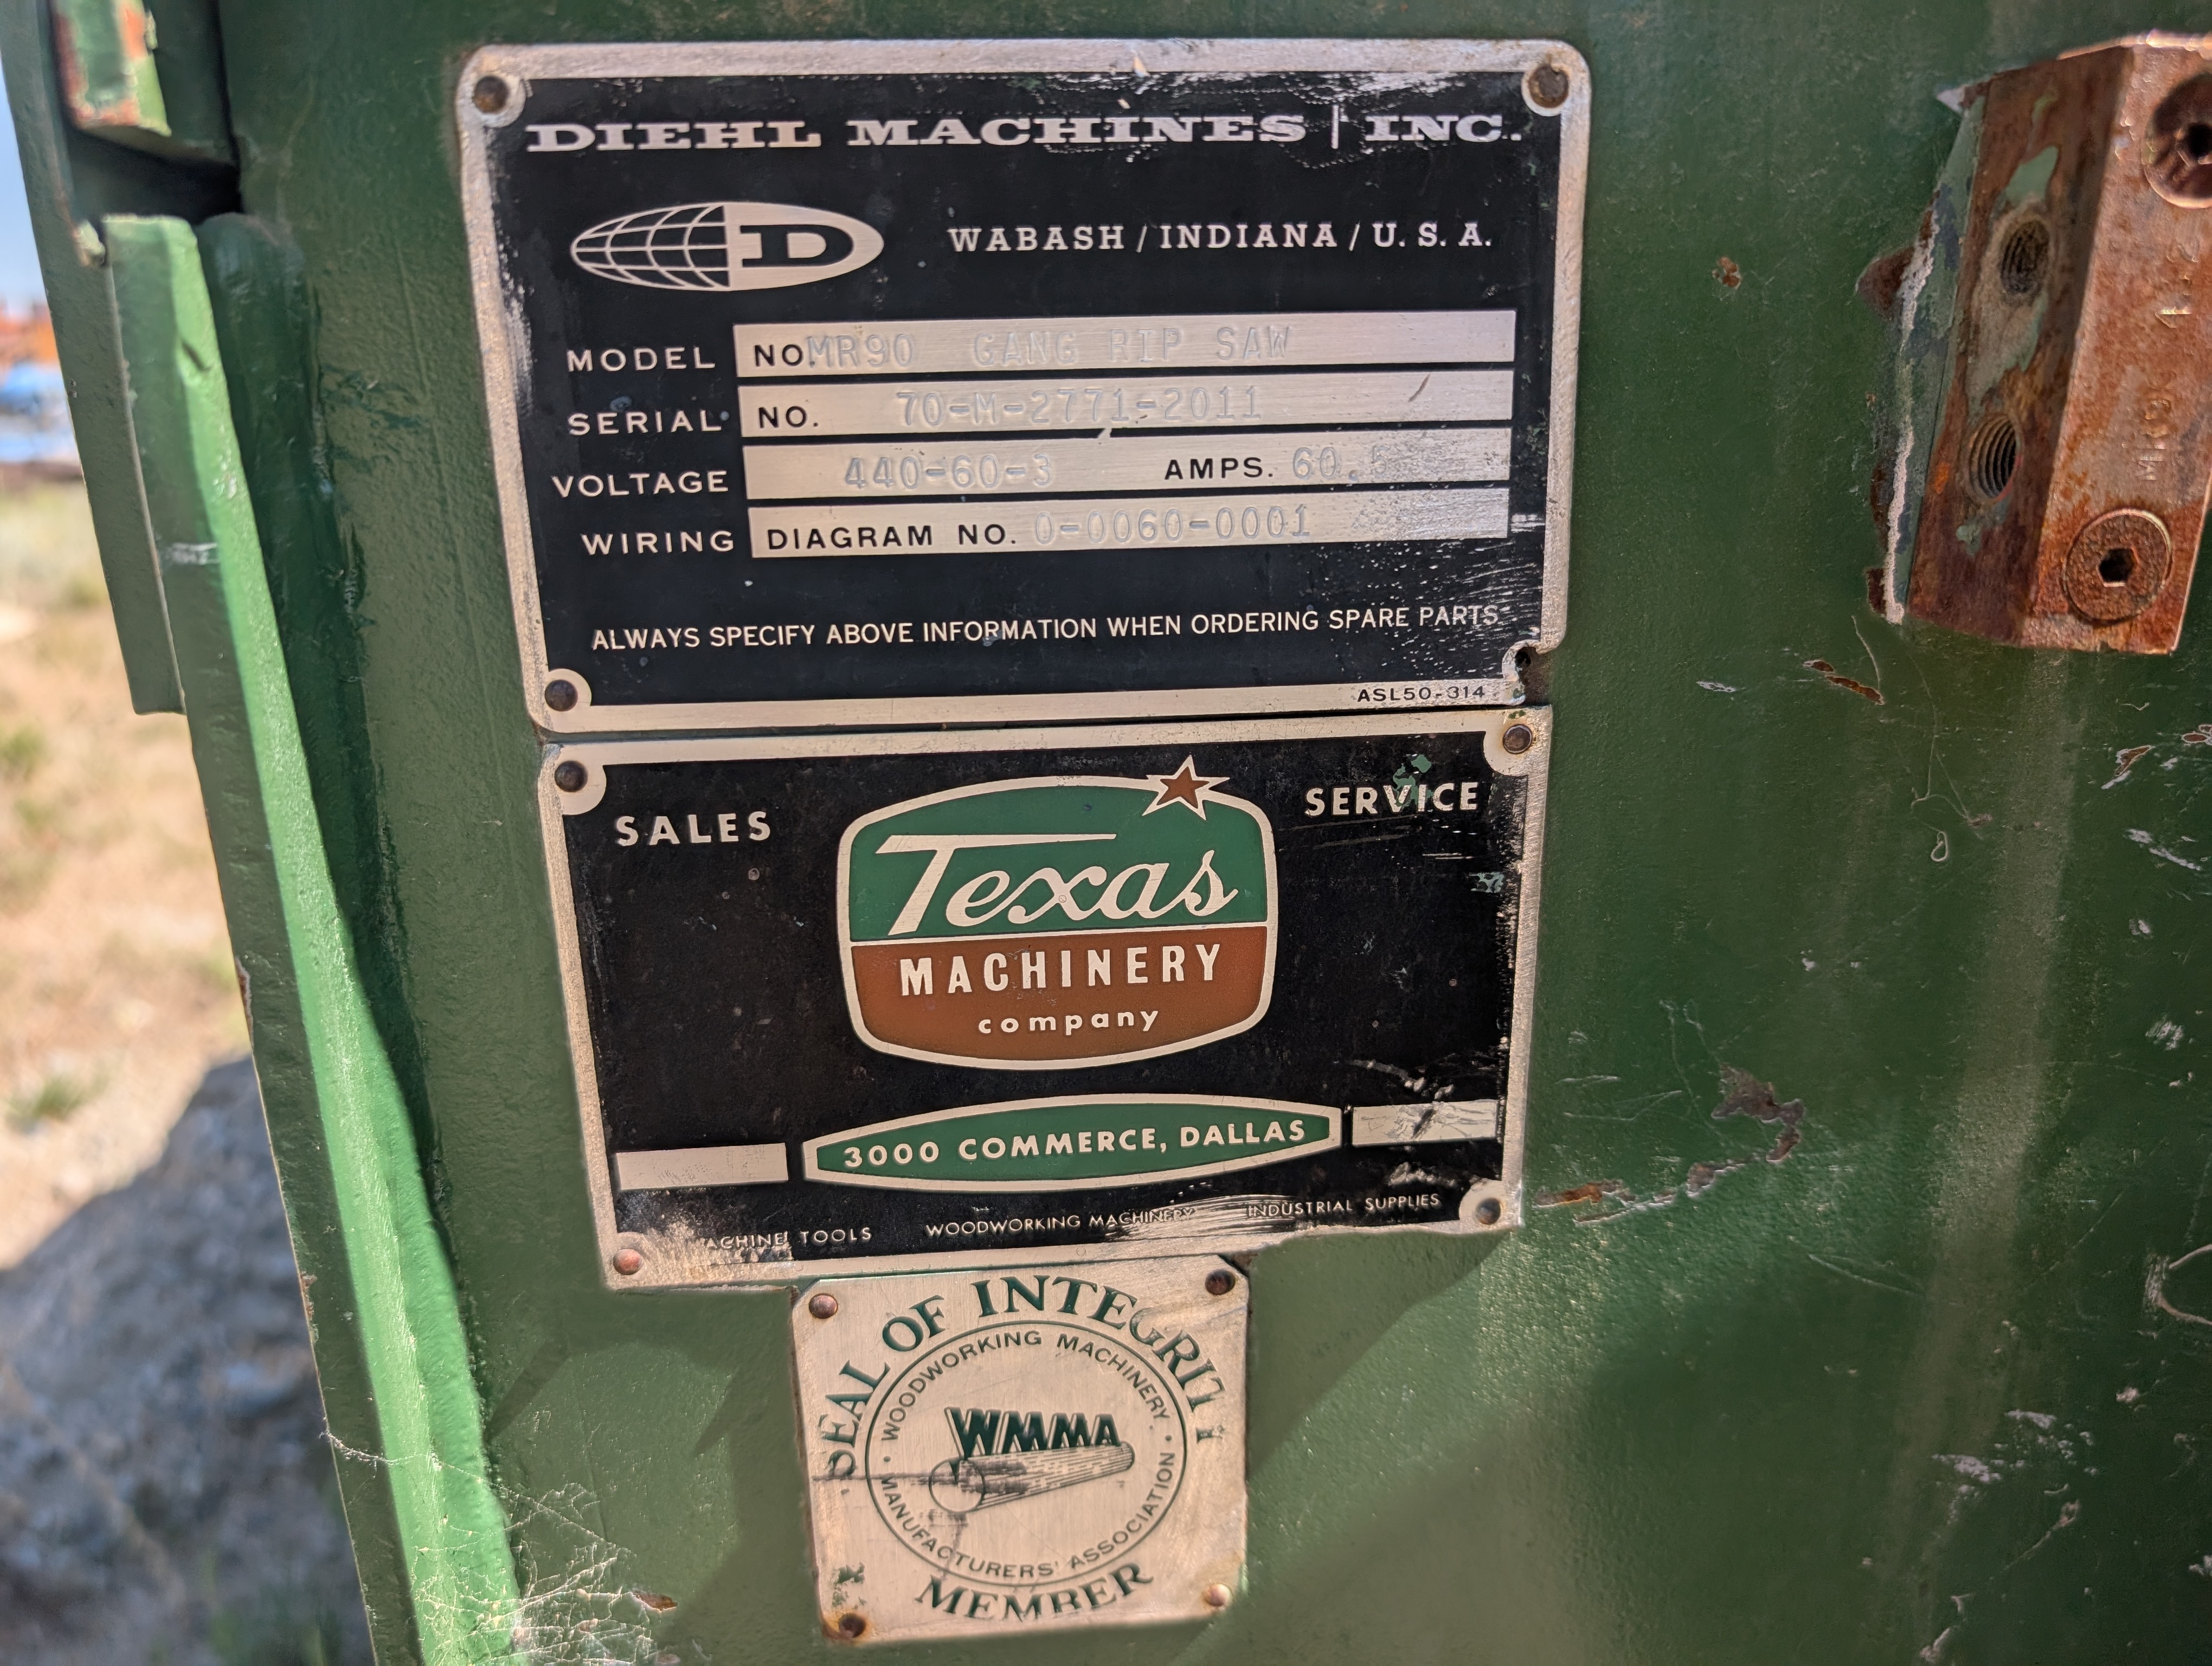 DIEHL MACHINES INC.
D
WABASH / INDIANA / U. S. A.
MODEL NO. MR90 GANG RIP SAW
SERIAL NO. 70-M-2771-2011
VOLTAGE 440-60-3 AMPS. 60.
WIRING DIAGRAM NO. 0-0060-0001
ALWAYS SPECIFY ABOVE INFORMATION WHEN ORDERING SPARE PARTS
ASL50-314
SALES SERVICE
Texas
MACHINERY
company
3000 COMMERCE, DALLAS
ACHINE TOOLS WOODWORKING MACHINERY INDUSTRIAL SUPPLIES
SEAL OF INTEGRIT
WOODWORKING MACHINERY
WMMA
MANUFACTURERS' ASSOCIATION
MEMBER